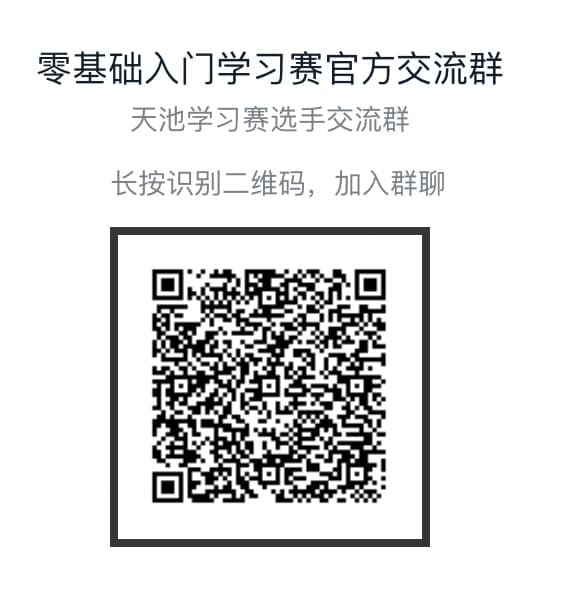 零基础入门学习赛官方交流群
天池学习赛选手交流群
长按识别二维码，加入群聊